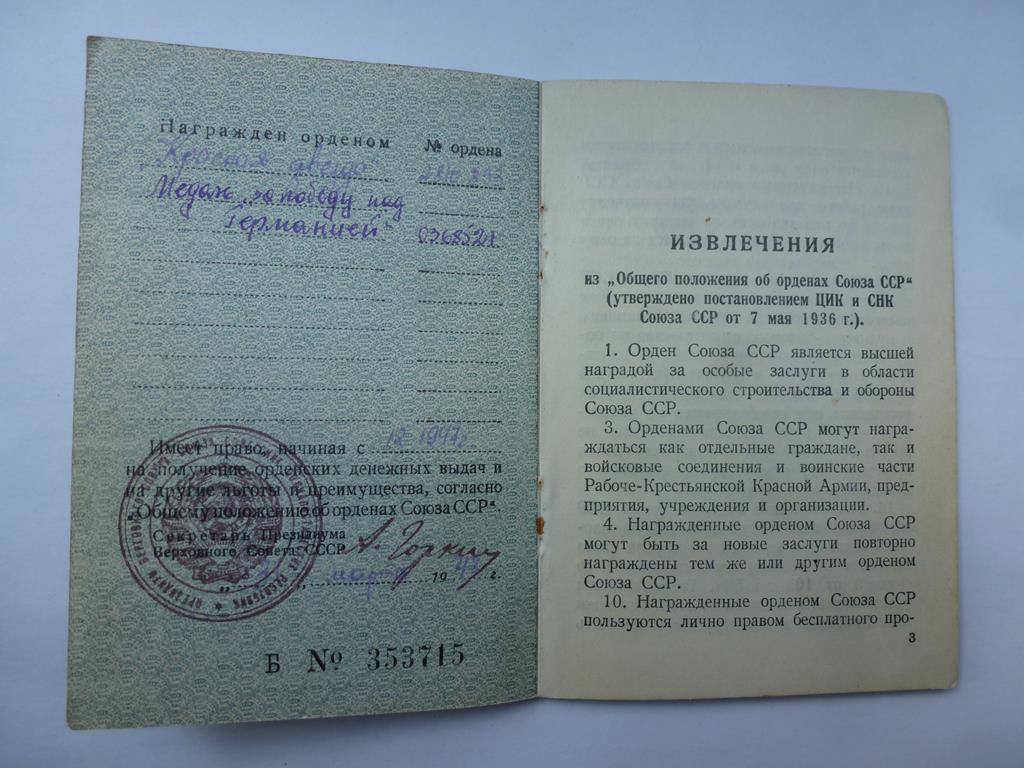 Награжден орденом № ордена
„Красная звезда"
Медаль „за победу над
Германией" 0368521
Имеет право, начиная с 1947 г.
на получение орденских денежных выдач и
на другие льготы и преимущества, согласно
„Общему положению об орденах Союза ССР“.
Секретарь Президиума
Верховного Совета СССР А. Горкин
марта 19 г.
Б № 353715
ИЗВЛЕЧЕНИЯ
из „Общего положения об орденах Союза ССР“
(утверждено постановлением ЦИК и СНК
Союза ССР от 7 мая 1936 г.).
1. Орден Союза ССР является высшей
наградой за особые заслуги в области
социалистического строительства и обороны
Союза ССР.
3. Орденами Союза ССР могут награ-
ждаться как отдельные граждане, так и
войсковые соединения и воинские части
Рабоче-Крестьянской Красной Армии, пред-
приятия, учреждения и организации.
4. Награжденные орденом Союза ССР
могут быть за новые заслуги повторно
награждены тем же или другим орденом
Союза ССР.
10. Награжденные орденом Союза ССР
пользуются лично правом бесплатного про-
3